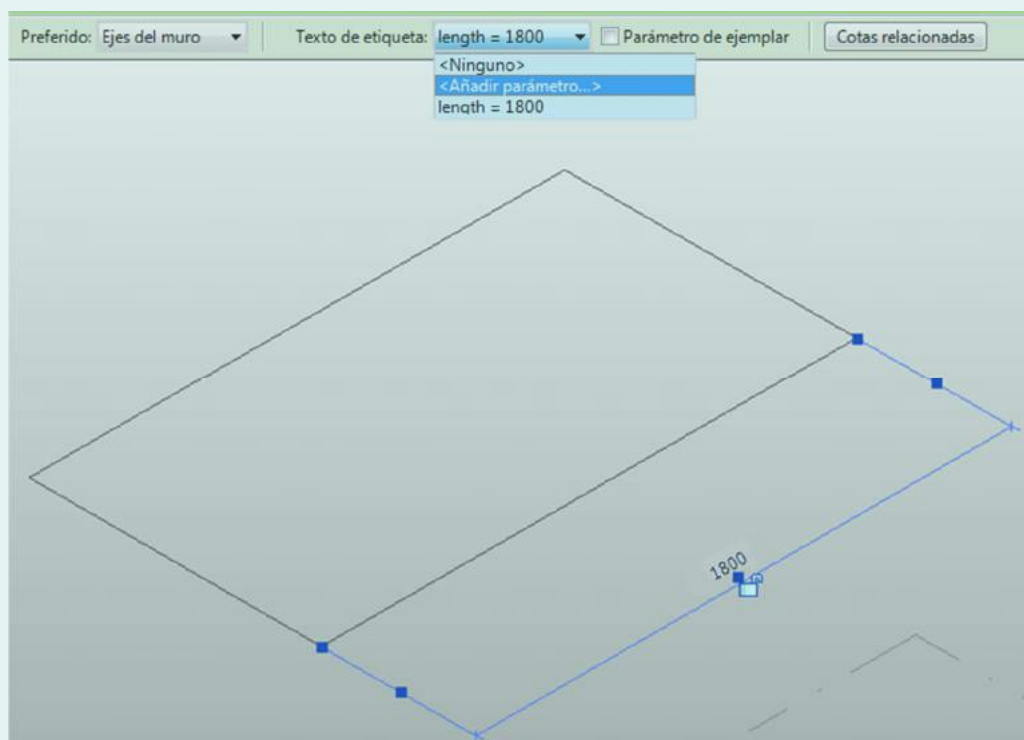 Preferido: Ejes del muro Texto de etiqueta: length = 1800 Parámetro de ejemplar Cotas relacionadas
<Ninguno>
<Añadir parámetro...>
length = 1800
1800